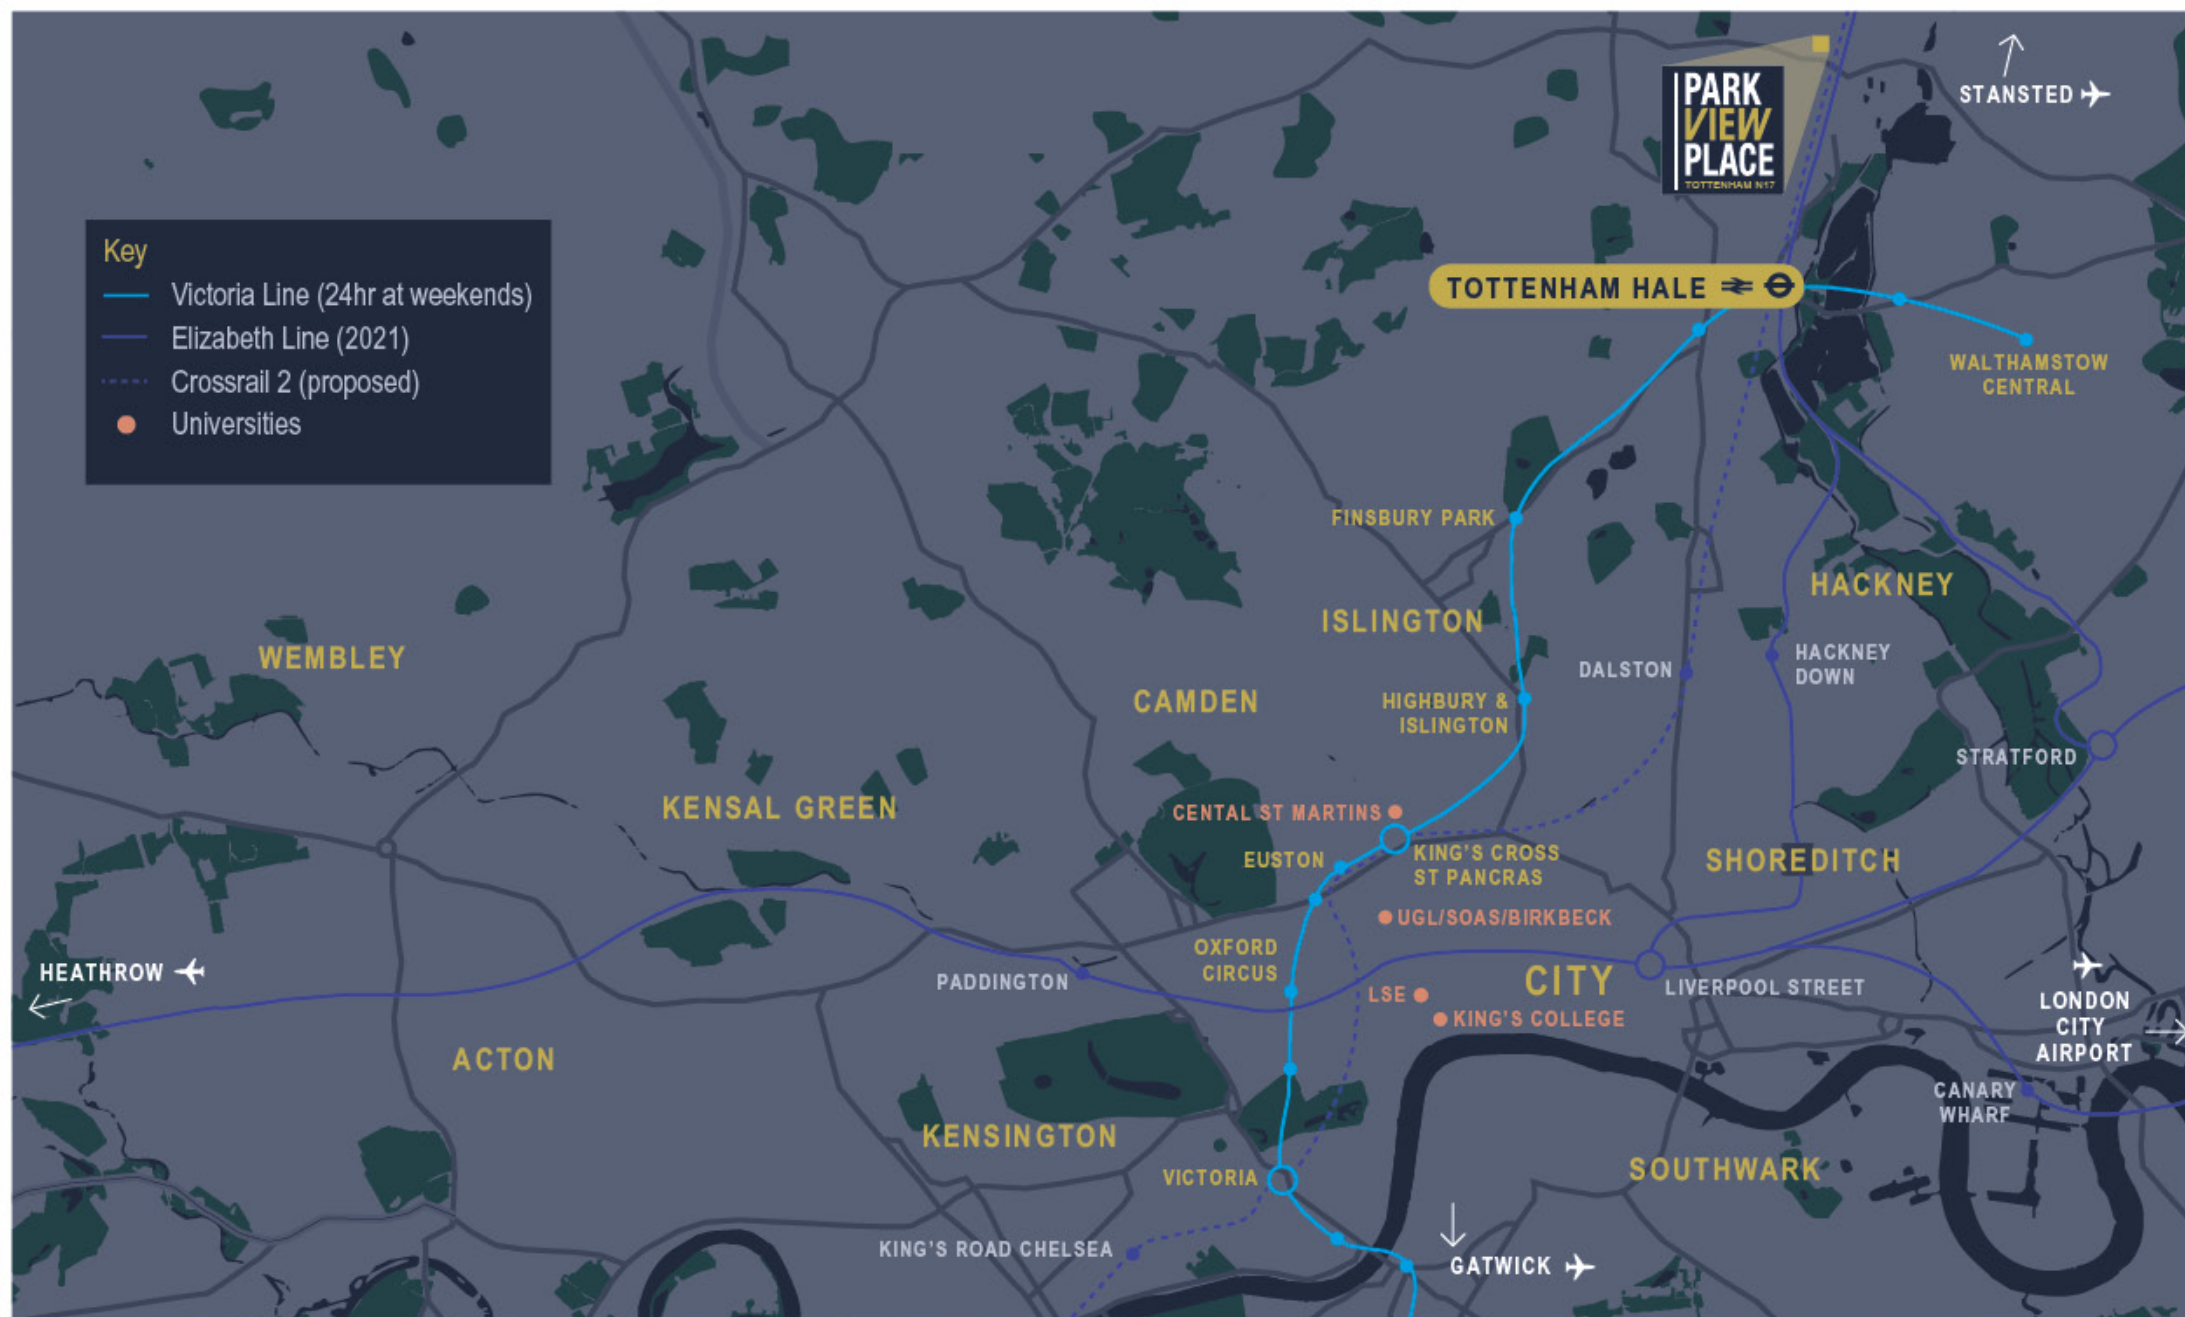 PARK
VIEW
PLACE
TOTTENHAM N17
STANSTED
Key
Victoria Line (24hr at weekends)
Elizabeth Line (2021)
Crossrail 2 (proposed)
Universities
TOTTENHAM HALE
WALTHAMSTOW
CENTRAL
FINSBURY PARK
HACKNEY
ISLINGTON
WEMBLEY
HACKNEY
DOWN
DALSTON
CAMDEN
HIGHBURY &
ISLINGTON
STRATFORD
KENSAL GREEN
CENTAL ST MARTINS
EUSTON
KING'S CROSS
ST PANCRAS
SHOREDITCH
UGL/SOAS/BIRKBECK
OXFORD
CIRCUS
HEATHROW
PADDINGTON
CITY
LIVERPOOL STREET
LSE
KING'S COLLEGE
LONDON
CITY
AIRPORT
ACTON
CANARY
WHARF
KENSINGTON
VICTORIA
SOUTHWARK
KING'S ROAD CHELSEA
GATWICK